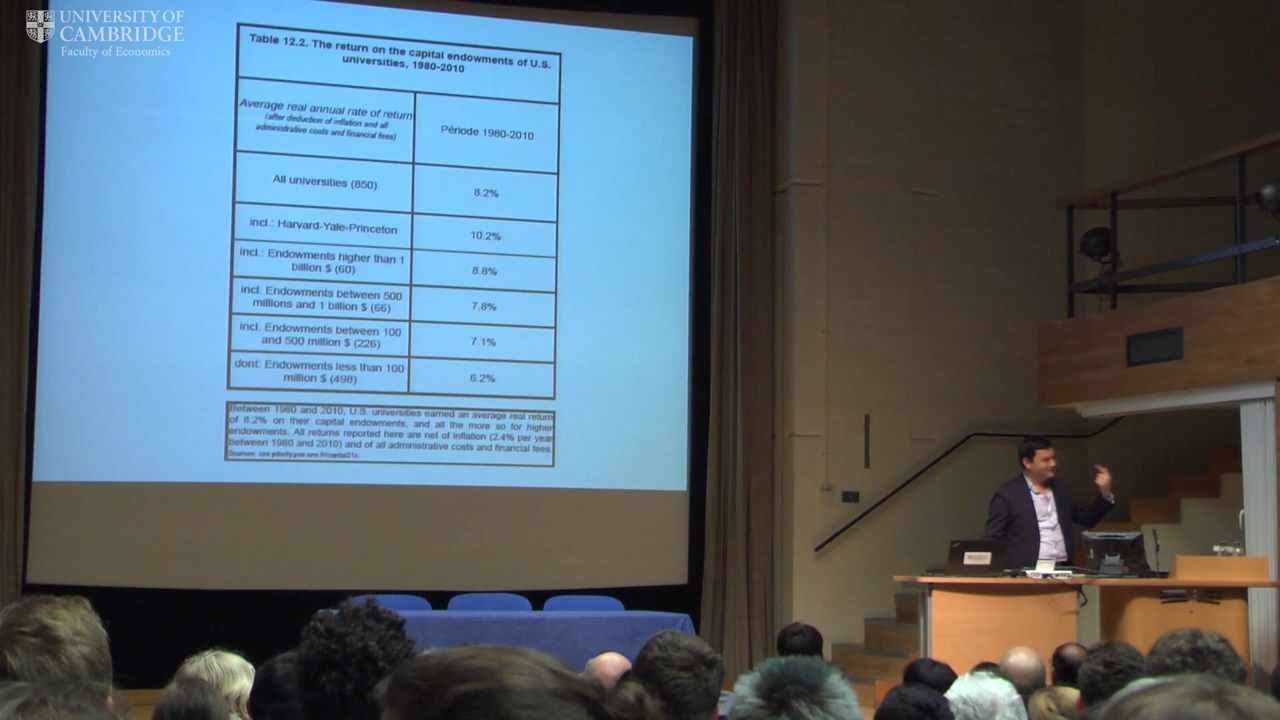 UNIVERSITY OF
CAMBRIDGE
Faculty of Economics
Table 12.2. The return on the capital endowments of U.S.
universities, 1980-2010
Average real annual rate of return
(after deduction of inflation and all
administrative costs and financial fees)
Période 1980-2010
All universities (850)
8.2%
incl.: Harvard-Yale-Princeton
10.2%
incl.: Endowments higher than 1
billion $ (60)
8.8%
incl. Endowments between 500
millions and 1 billion $ (66)
7.8%
incl. Endowments between 100
and 500 million $ (226)
7.1%
dont: Endowments less than 100
million $ (498)
6.2%
Between 1980 and 2010, U.S. universities earned an average real return
of 8.2% on their capital endowments, and all the more so for higher
endowments. All returns reported here are net of inflation (2.4% per year
between 1980 and 2010) and of all administrative costs and financial fees.
Sources: see piketty.pse.ens.fr/capital21c.